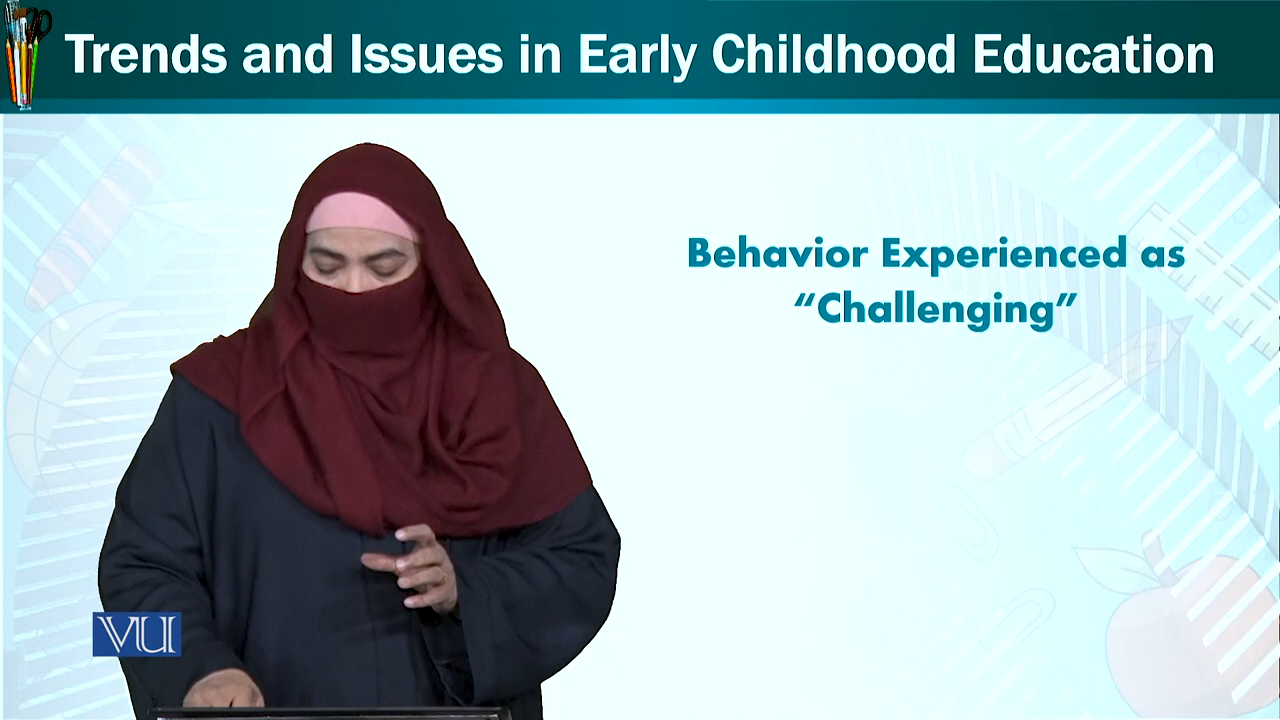 Trends and Issues in Early Childhood Education
Behavior Experienced as
“Challenging”
VU